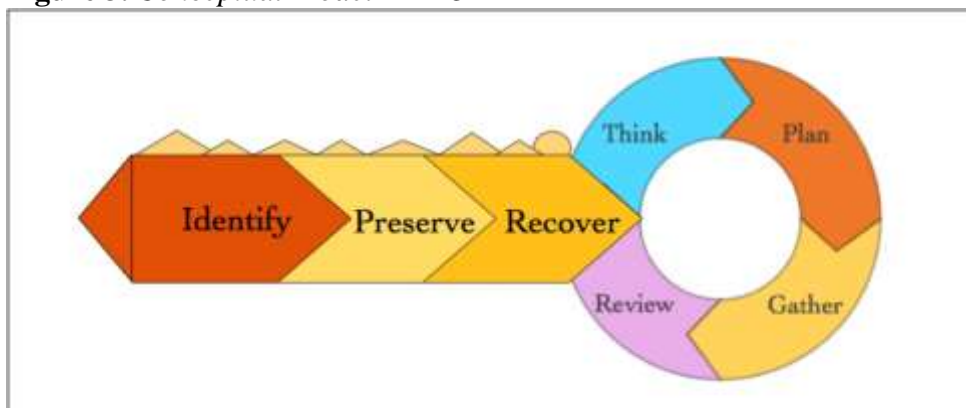 Think
Plan
Identify
Preserve
Recover
Review
Gather